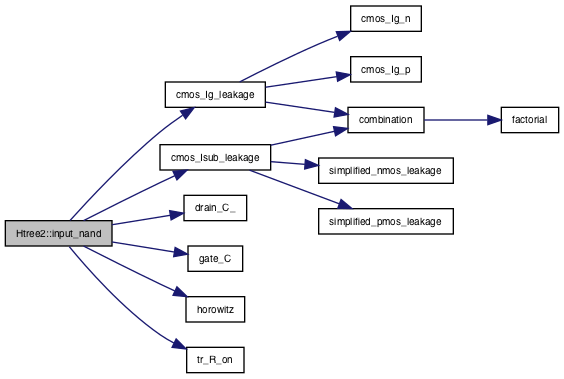 cmos_Ig_n
cmos_Ig_p
cmos_Ig_leakage
combination
factorial
cmos_Isub_leakage
simplified_nmos_leakage
drain_C_
simplified_pmos_leakage
Htree2::input_nand
gate_C
horowitz
tr_R_on